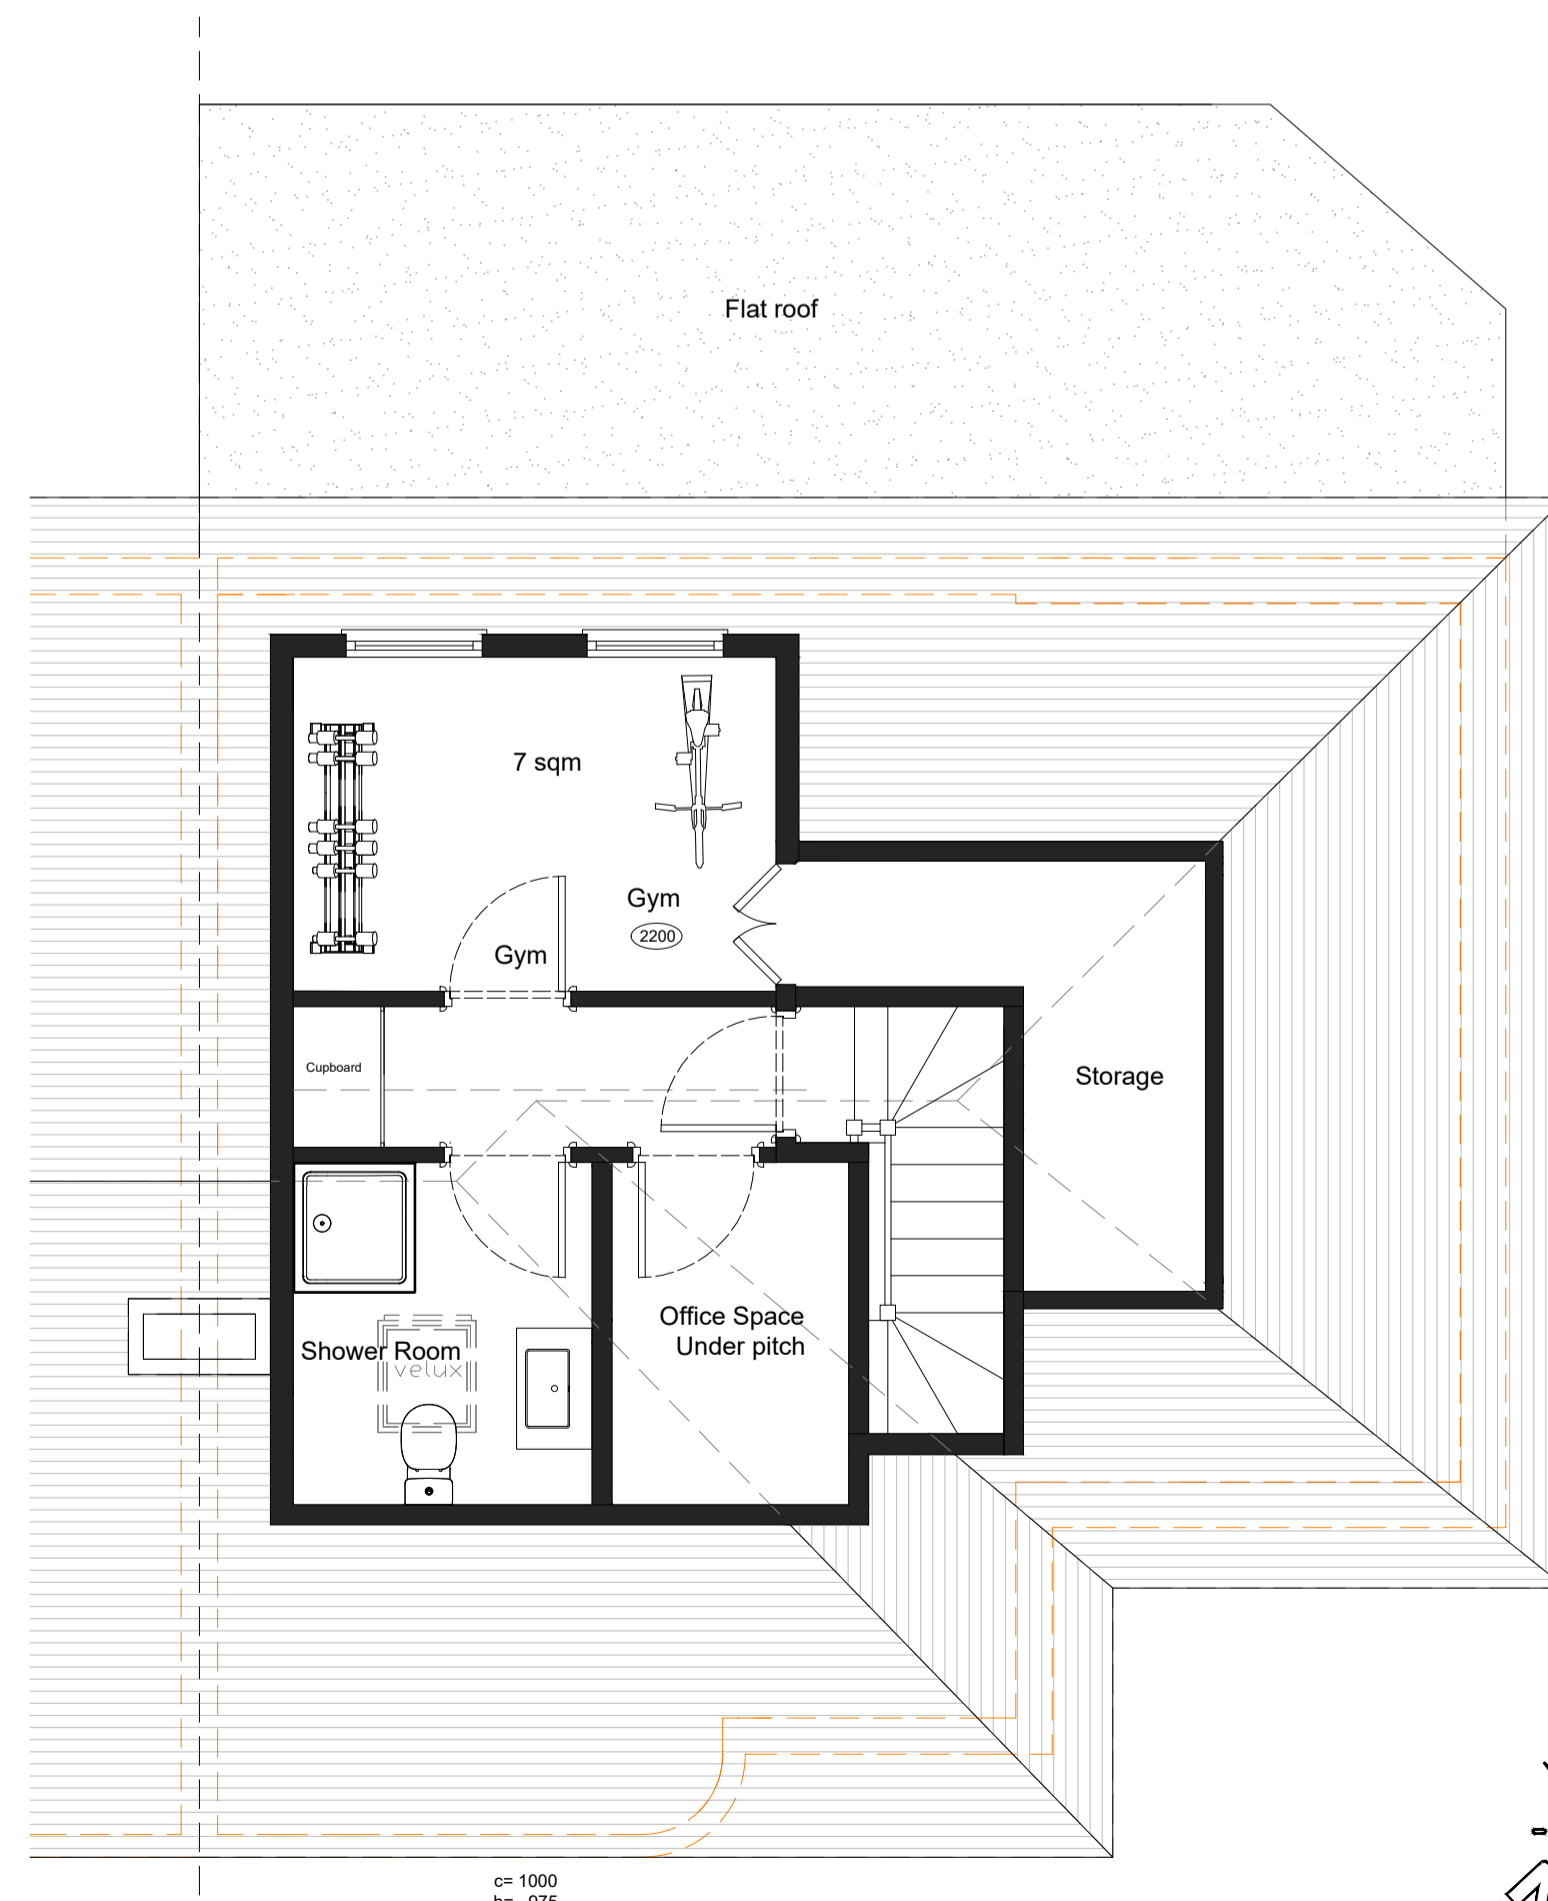 Flat roof
7 sqm
Gym
2200
Gym
Cupboard
Storage
Office Space
Under pitch
Shower Room
velux
c= 1000